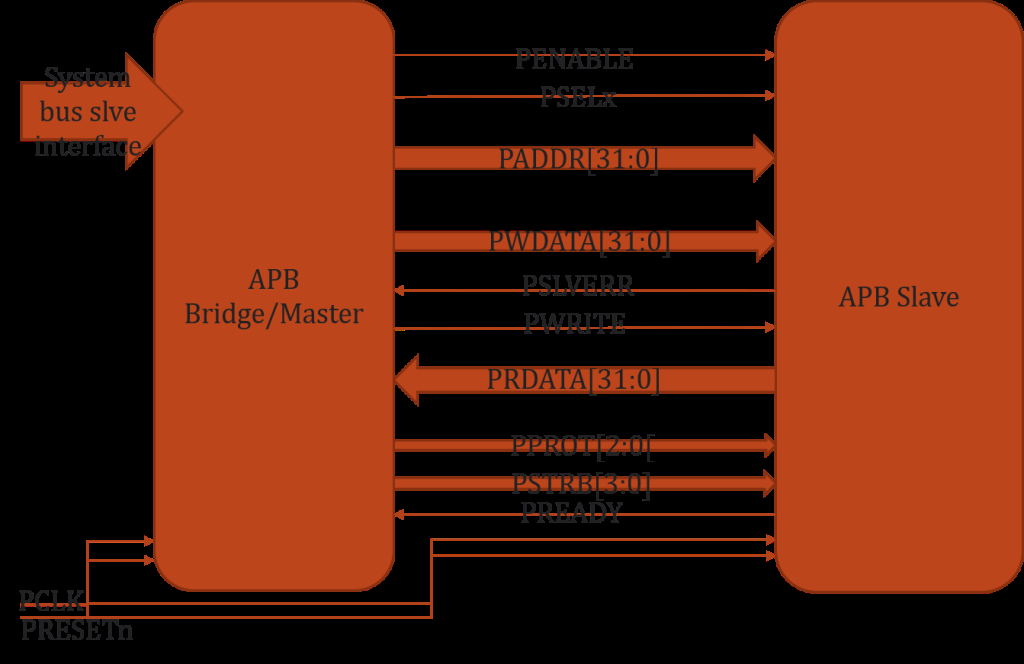 System
bus slve
interface
PENABLE
PSELx
PADDR[31:0]
PWDATA[31:0]
PSLVERR
PWRITE
PRDATA[31:0]
PPROT[2:0[
PSTRB[3:0]
PREADY
APB
Bridge/Master
APB Slave
PCLK
PRESETn